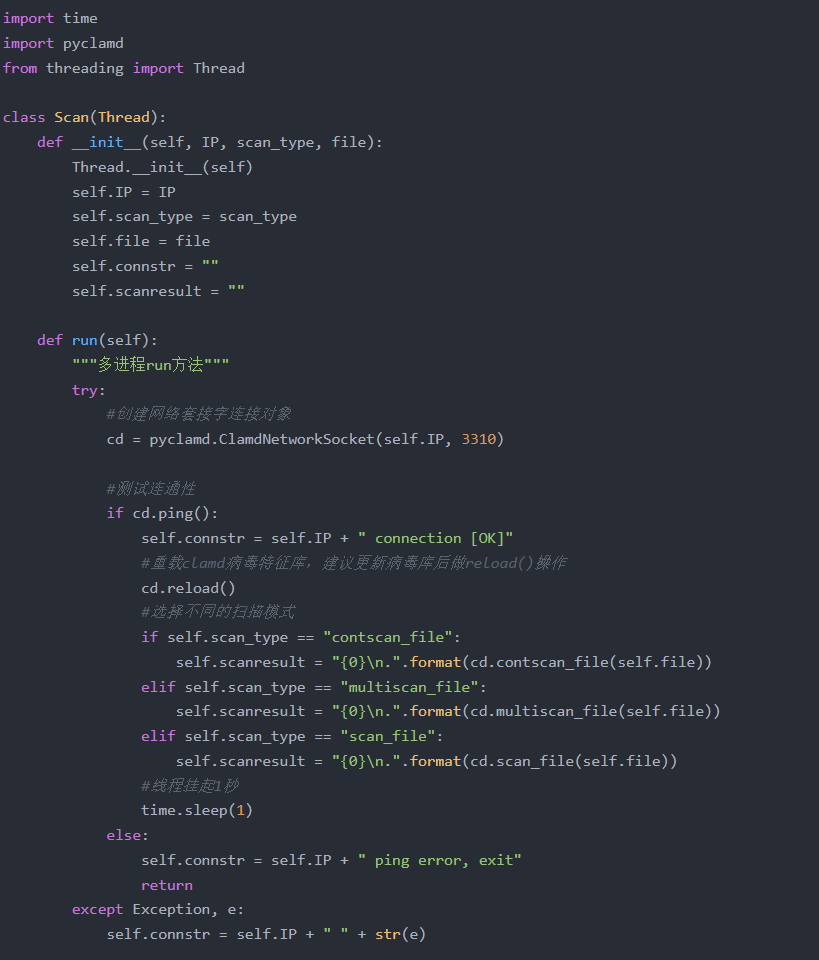 import time
import pyclamd
from threading import Thread

class Scan(Thread):
    def __init__(self, IP, scan_type, file):
        Thread.__init__(self)
        self.IP = IP
        self.scan_type = scan_type
        self.file = file
        self.connstr = ""
        self.scanresult = ""

    def run(self):
        """多进程run方法"""
        try:
            #创建网络套接字连接对象
            cd = pyclamd.ClamdNetworkSocket(self.IP, 3310)

            #测试连通性
            if cd.ping():
                self.connstr = self.IP + " connection [OK]"
                #重载clamd病毒特征库，建议更新病毒库后做reload()操作
                cd.reload()
                #选择不同的扫描模式
                if self.scan_type == "contscan_file":
                    self.scanresult = "{0}\n.".format(cd.contscan_file(self.file))
                elif self.scan_type == "multiscan_file":
                    self.scanresult = "{0}\n.".format(cd.multiscan_file(self.file))
                elif self.scan_type == "scan_file":
                    self.scanresult = "{0}\n.".format(cd.scan_file(self.file))
                #线程挂起1秒
                time.sleep(1)
            else:
                self.connstr = self.IP + " ping error, exit"
                return
        except Exception, e:
            self.connstr = self.IP + " " + str(e)